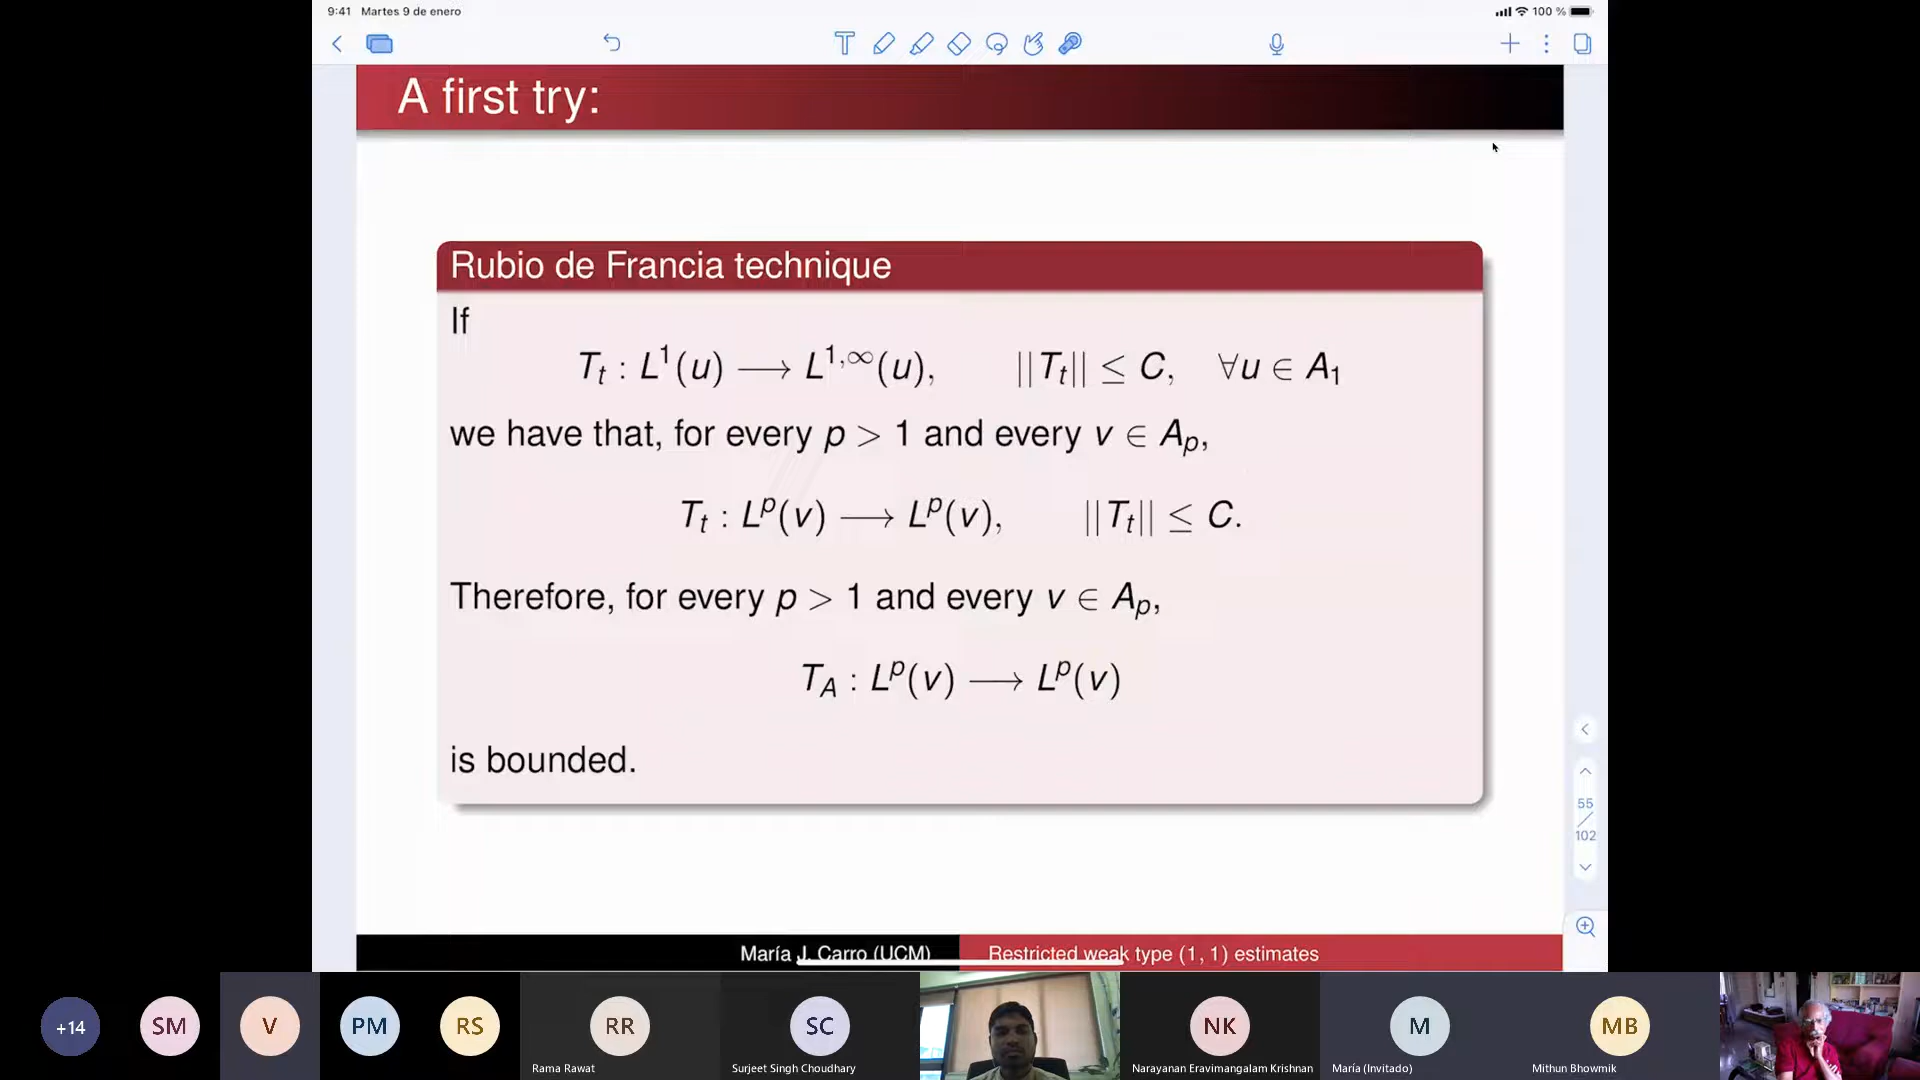 9:41 Martes 9 de enero
100 %
A first try:
Rubio de Francia technique
If
T_t : L^1(u) ⟶ L^{1,∞}(u), ||T_t|| ≤ C, ∀u ∈ A_1
we have that, for every p > 1 and every v ∈ A_p,
T_t : L^p(v) ⟶ L^p(v), ||T_t|| ≤ C.
Therefore, for every p > 1 and every v ∈ A_p,
T_A : L^p(v) ⟶ L^p(v)
is bounded.
55
/
102
María J. Carro (UCM) Restricted weak type (1, 1) estimates
+14 SM V PM RS RR SC NK M MB
Rama Rawat Surjeet Singh Choudhary Narayanan Eravimangalam Krishnan María (Invitado) Mithun Bhowmik